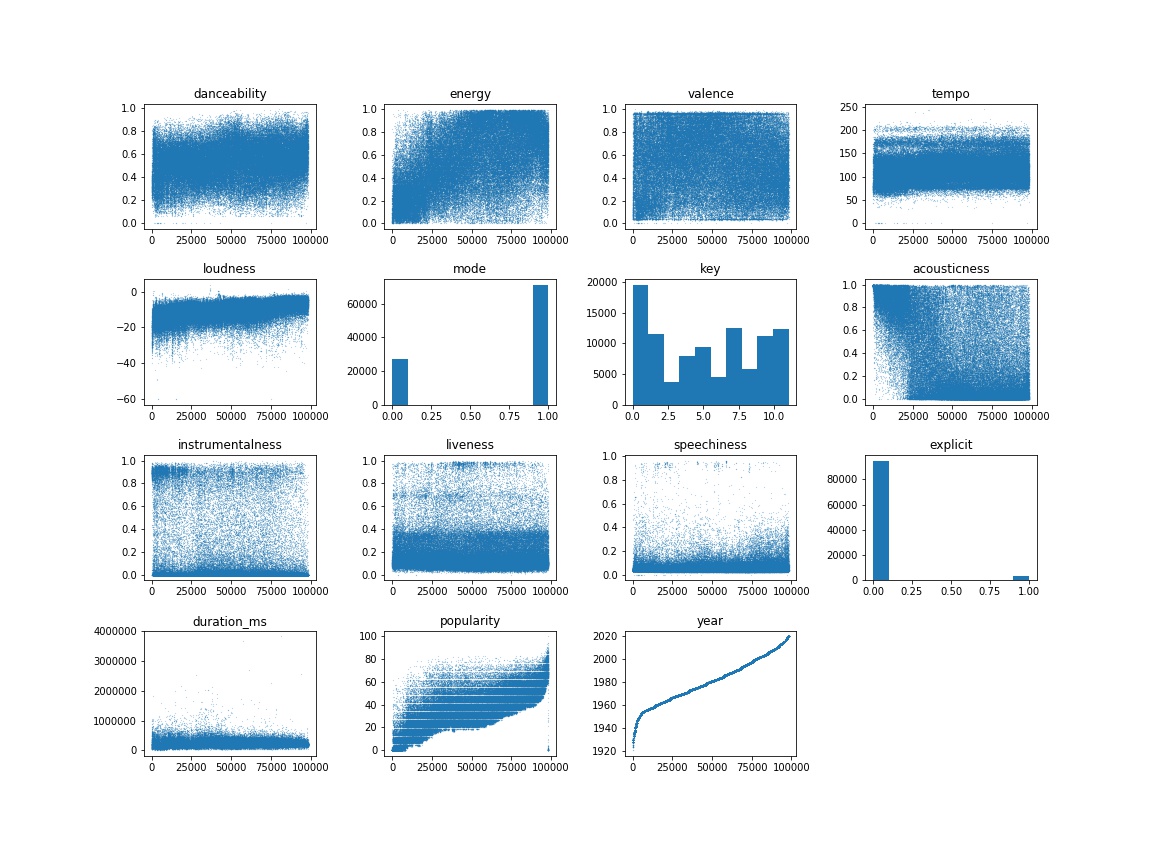 danceability
1.0
0.8
0.6
0.4
0.2
0.0
0 25000 50000 75000 100000
energy
1.0
0.8
0.6
0.4
0.2
0.0
0 25000 50000 75000 100000
valence
1.0
0.8
0.6
0.4
0.2
0.0
0 25000 50000 75000 100000
tempo
250
200
150
100
50
0
0 25000 50000 75000 100000
loudness
0
−20
−40
−60
0 25000 50000 75000 100000
mode
60000
40000
20000
0
0.00 0.25 0.50 0.75 1.00
key
20000
15000
10000
5000
0
0.0 2.5 5.0 7.5 10.0
acousticness
1.0
0.8
0.6
0.4
0.2
0.0
0 25000 50000 75000 100000
instrumentalness
1.0
0.8
0.6
0.4
0.2
0.0
0 25000 50000 75000 100000
liveness
1.0
0.8
0.6
0.4
0.2
0.0
0 25000 50000 75000 100000
speechiness
1.0
0.8
0.6
0.4
0.2
0.0
0 25000 50000 75000 100000
explicit
80000
60000
40000
20000
0
0.00 0.25 0.50 0.75 1.00
duration_ms
4000000
3000000
2000000
1000000
0
0 25000 50000 75000 100000
popularity
100
80
60
40
20
0
0 25000 50000 75000 100000
year
2020
2000
1980
1960
1940
1920
0 25000 50000 75000 100000